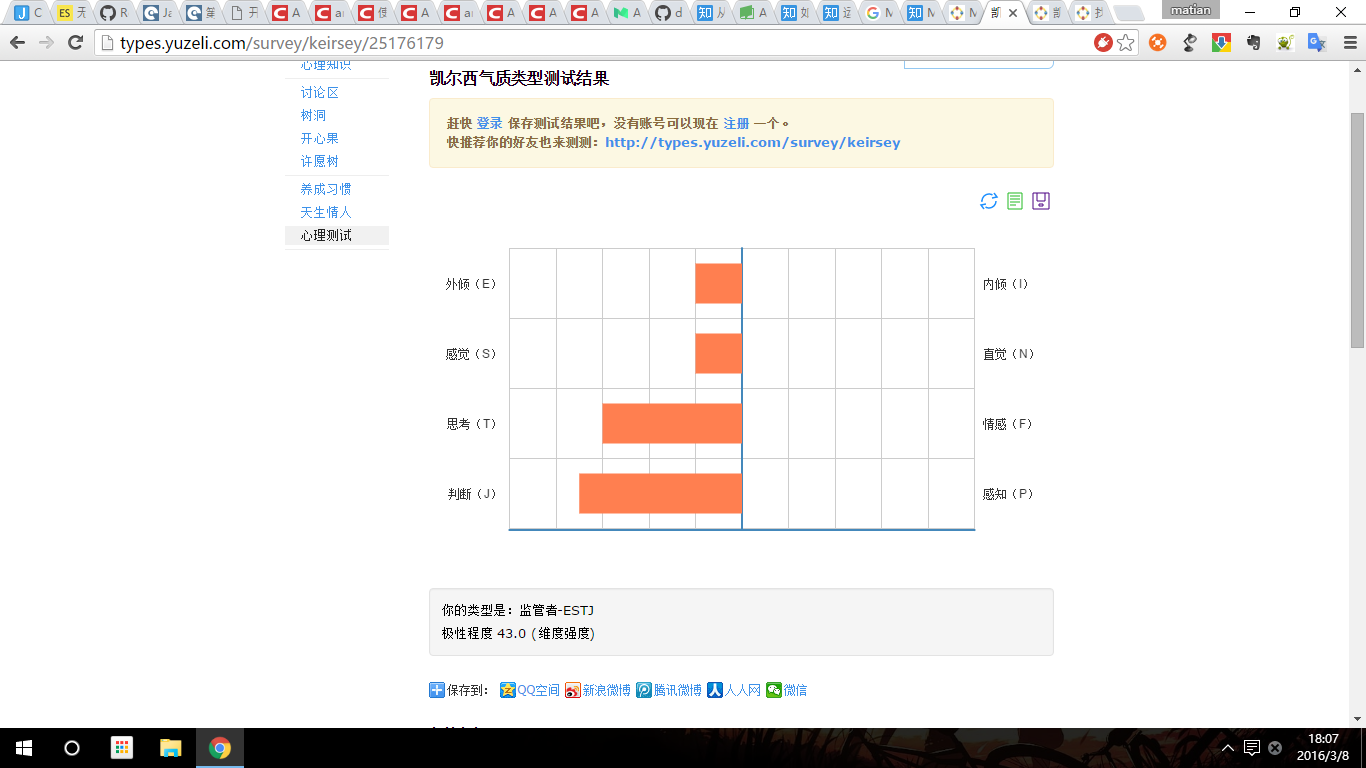 C
ES 天
R
Ja
开
A
ai
使
A
ai
A
A
A
A
d
知 从
A
知 如
知 远
G M
知 M
M
凯
matian
types.yuzeli.com/survey/keirsey/25176179
心理知识
讨论区
树洞
开心果
许愿树
养成习惯
天生情人
心理测试
凯尔西气质类型测试结果
赶快 登录 保存测试结果吧，没有账号可以现在 注册 一个。
快推荐你的好友也来测测：http://types.yuzeli.com/survey/keirsey
外倾（E）
内倾（I）
感觉（S）
直觉（N）
思考（T）
情感（F）
判断（J）
感知（P）
你的类型是：监管者-ESTJ
极性程度 43.0（维度强度）
保存到： QQ空间 新浪微博 腾讯微博 人人网 微信
18:07
2016/3/8